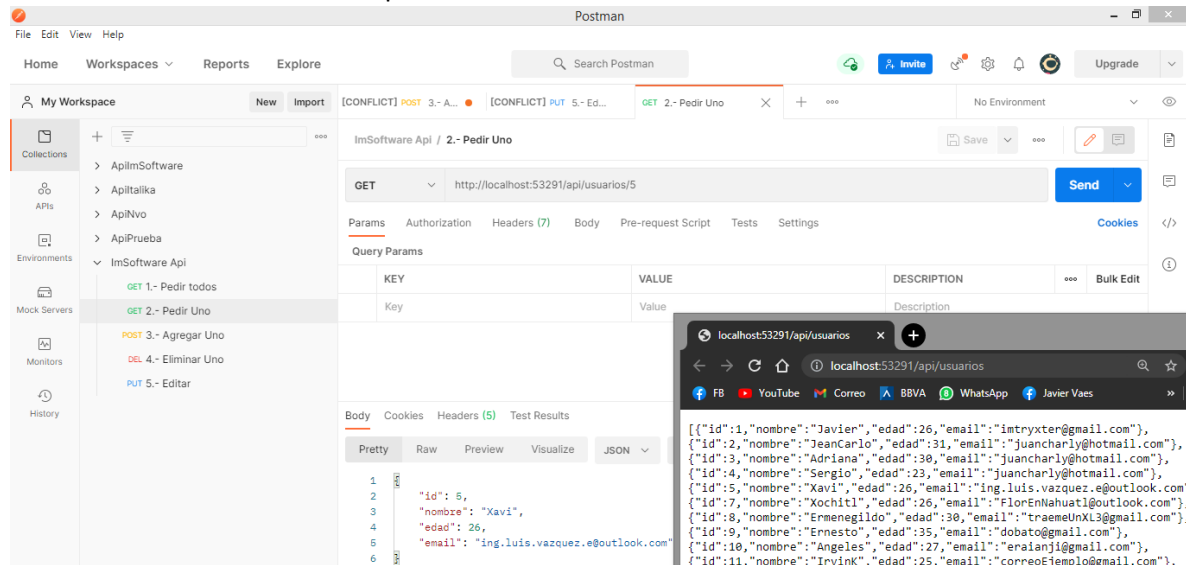 Postman
File Edit View Help
Home Workspaces Reports Explore Search Postman Invite Upgrade
My Workspace New Import [CONFLICT] POST 3.- A... [CONFLICT] PUT 5.- Ed... GET 2.- Pedir Uno No Environment
Collections
APIs
Environments
Mock Servers
Monitors
History
ApiImSoftware
ApiItalika
ApiNvo
ApiPrueba
ImSoftware Api
GET 1.- Pedir todos
GET 2.- Pedir Uno
POST 3.- Agregar Uno
DEL 4.- Eliminar Uno
PUT 5.- Editar
ImSoftware Api / 2.- Pedir Uno Save
GET http://localhost:53291/api/usuarios/5 Send
Params Authorization Headers (7) Body Pre-request Script Tests Settings Cookies
Query Params
KEY VALUE DESCRIPTION Bulk Edit
Key Value Description
Body Cookies Headers (5) Test Results
Pretty Raw Preview Visualize JSON
1 {
2 "id": 5,
3 "nombre": "Xavi",
4 "edad": 26,
5 "email": "ing.luis.vazquez.e@outlook.com"
6 }
localhost:53291/api/usuarios
localhost:53291/api/usuarios
FB YouTube Correo BBVA WhatsApp Javier Vaes »
[{"id":1,"nombre":"Javier","edad":26,"email":"imtryxter@gmail.com"},
{"id":2,"nombre":"JeanCarlo","edad":31,"email":"juancharly@hotmail.com"},
{"id":3,"nombre":"Adriana","edad":30,"email":"juancharly@hotmail.com"},
{"id":4,"nombre":"Sergio","edad":23,"email":"juancharly@hotmail.com"},
{"id":5,"nombre":"Xavi","edad":26,"email":"ing.luis.vazquez.e@outlook.com"
{"id":7,"nombre":"Xochitl","edad":26,"email":"FlorEnNahuatl@outlook.com"},
{"id":8,"nombre":"Ermenegildo","edad":30,"email":"traemeUnXL3@gmail.com"},
{"id":9,"nombre":"Ernesto","edad":35,"email":"dobato@gmail.com"},
{"id":10,"nombre":"Angeles","edad":27,"email":"eraianji@gmail.com"},
{"id":11,"nombre":"IrvinK","edad":25,"email":"correoEjemplo@gmail.com"},